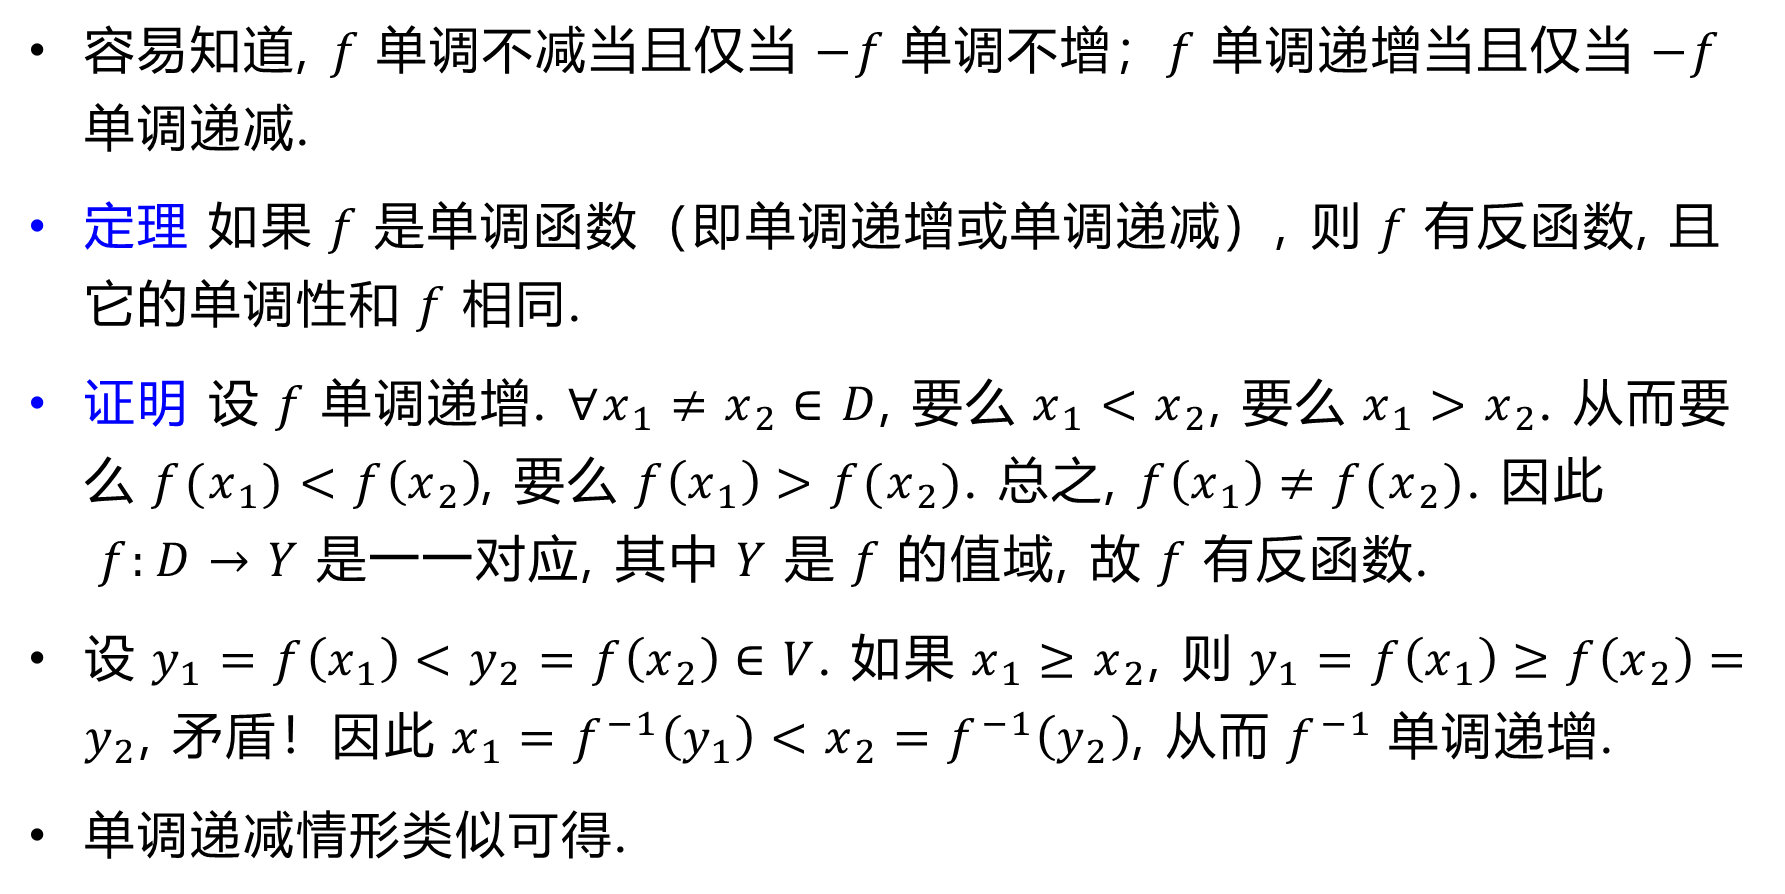 • 容易知道, f 单调不减当且仅当 −f 单调不增；f 单调递增当且仅当 −f
单调递减.
• 定理 如果 f 是单调函数（即单调递增或单调递减）, 则 f 有反函数, 且
它的单调性和 f 相同.
• 证明 设 f 单调递增. ∀x₁ ≠ x₂ ∈ D, 要么 x₁ < x₂, 要么 x₁ > x₂. 从而要
么 f(x₁) < f(x₂), 要么 f(x₁) > f(x₂). 总之, f(x₁) ≠ f(x₂). 因此
f: D → Y 是一一对应, 其中 Y 是 f 的值域, 故 f 有反函数.
• 设 y₁ = f(x₁) < y₂ = f(x₂) ∈ V. 如果 x₁ ≥ x₂, 则 y₁ = f(x₁) ≥ f(x₂) =
y₂, 矛盾！因此 x₁ = f⁻¹(y₁) < x₂ = f⁻¹(y₂), 从而 f⁻¹ 单调递增.
• 单调递减情形类似可得.